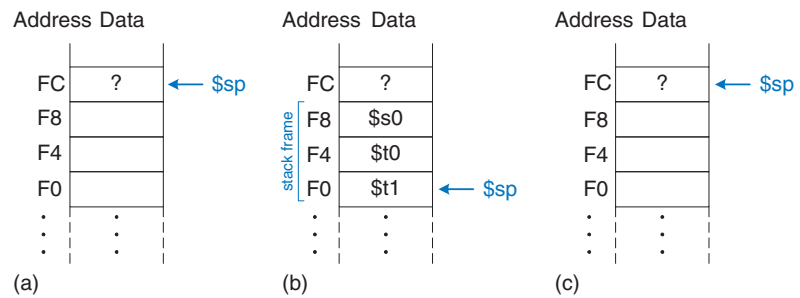 Address Data
FC ? $sp
F8
F4
F0
(a)
Address Data
FC ?
F8 $s0
F4 $t0
F0 $t1 $sp
stack frame
(b)
Address Data
FC ? $sp
F8
F4
F0
(c)